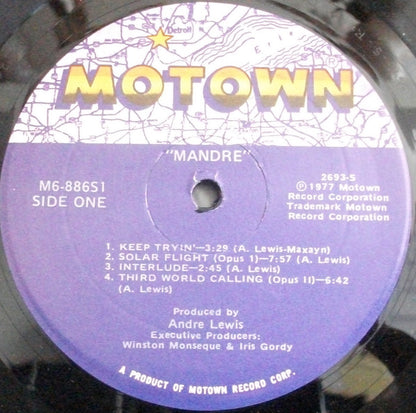 Detroit
MOTOWN
"MANDRE"
M6-886S1
SIDE ONE
2693-S
℗ 1977 Motown
Record Corporation
Trademark Motown
Record Corporation
1. KEEP TRYIN'—3:29 (A. Lewis-Maxayn)
2. SOLAR FLIGHT (Opus 1)—7:57 (A. Lewis)
3. INTERLUDE—2:45 (A. Lewis)
4. THIRD WORLD CALLING (Opus II)—6:42
(A. Lewis)
Produced by
Andre Lewis
Executive Producers:
Winston Monseque & Iris Gordy
A PRODUCT OF MOTOWN RECORD CORP.